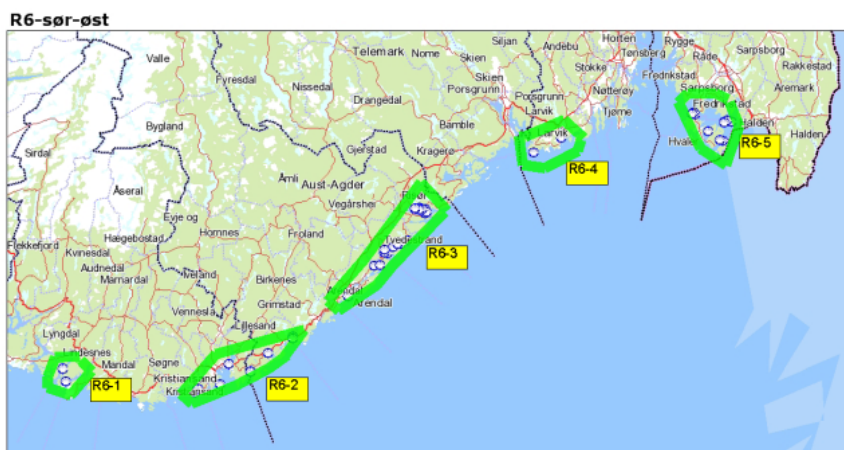 R6-sør-øst
Valle
Telemark
Nome
Siljan
Andebu
Horten
Rygge
Tønsberg
Råde
Sarpsborg
Fyresdal
Nissedal
Skien
Skien
Porsgrunn
Stokke
Fredrikstad
Rakkestad
Drangedal
Porsgrunn
Nøtterøy
Sarpsborg
Aremark
Larvik
Tjøme
Fredrikstad
Bygland
Bamble
Larvik
Halden
Halden
Sirdal
Gjerstad
Kragerø
Hvaler
R6-5
R6-4
Åmli
Aust-Agder
Åseral
Risør
Vegårshei
Evje og
Hornnes
Froland
Tvedestrand
Hægebostad
Flekkefjord
Kvinesdal
R6-3
Audnedal
Iveland
Birkenes
Marnardal
Arendal
Grimstad
Arendal
Vennesla
Lillesand
Lyngdal
Lindesnes
Mandal
Søgne
Kristiansand
Kristiansand
R6-1
R6-2